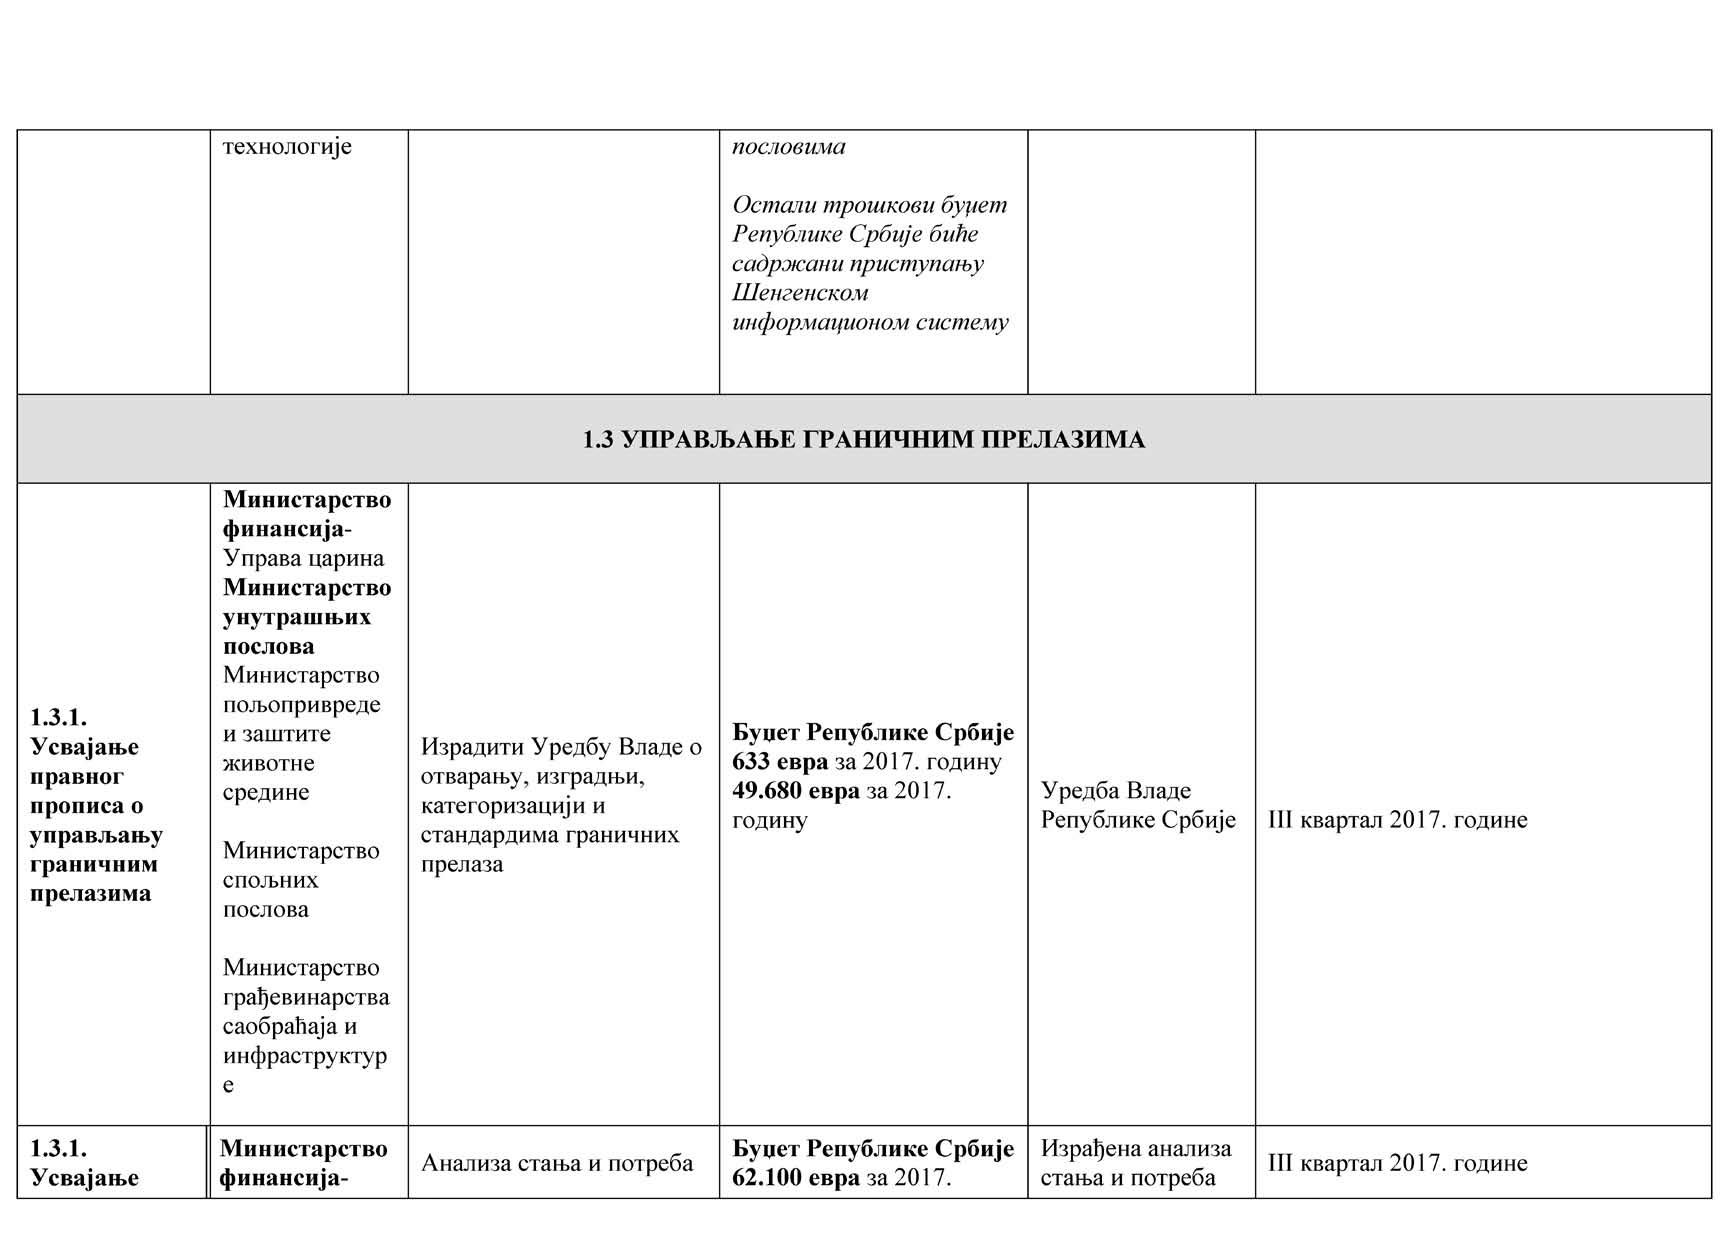 технологије
пословима
Остали трошкови буџет
Републике Србије биће
садржани приступању
Шенгенском
информационом систему
1.3 УПРАВЉАЊЕ ГРАНИЧНИМ ПРЕЛАЗИМА
1.3.1.
Усвајање
правног
прописа о
управљању
граничним
прелазима
Министарство
финансија-
Управа царина
Министарство
унутрашњих
послова
Министарство
пољопривреде
и заштите
животне
средине
Министарство
спољних
послова
Министарство
грађевинарства
саобраћаја и
инфраструктур
е
Израдити Уредбу Владе о
отварању, изградњи,
категоризацији и
стандардима граничних
прелаза
Буџет Републике Србије
633 евра за 2017. годину
49.680 евра за 2017.
годину
Уредба Владе
Републике Србије
III квартал 2017. године
1.3.1.
Усвајање
Министарство
финансија-
Анализа стања и потреба
Буџет Републике Србије
62.100 евра за 2017.
Израђена анализа
стања и потреба
III квартал 2017. године